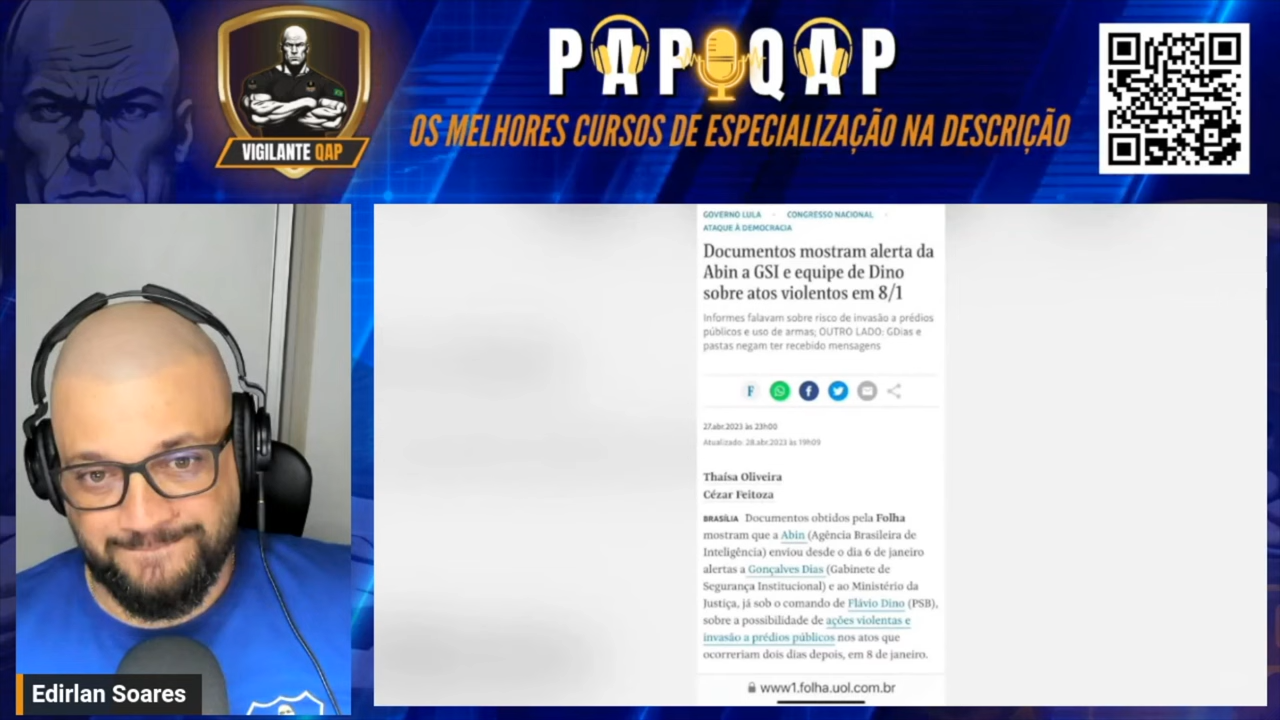 VIGILANTE QAP
PAP QAP
OS MELHORES CURSOS DE ESPECIALIZAÇÃO NA DESCRIÇÃO
GOVERNO LULA · CONGRESSO NACIONAL ·
ATAQUE À DEMOCRACIA
Documentos mostram alerta da
Abin a GSI e equipe de Dino
sobre atos violentos em 8/1
Informes falavam sobre risco de invasão a prédios
públicos e uso de armas; OUTRO LADO: GDias e
pastas negam ter recebido mensagens
F
27.abr.2023 às 23h00
Atualizado: 28.abr.2023 às 19h09
Thaísa Oliveira
Cézar Feitoza
BRASÍLIA Documentos obtidos pela Folha
mostram que a Abin (Agência Brasileira de
Inteligência) enviou desde o dia 6 de janeiro
alertas a Gonçalves Dias (Gabinete de
Segurança Institucional) e ao Ministério da
Justiça, já sob o comando de Flávio Dino (PSB),
sobre a possibilidade de ações violentas e
invasão a prédios públicos nos atos que
ocorreriam dois dias depois, em 8 de janeiro.
www1.folha.uol.com.br
Edirlan Soares